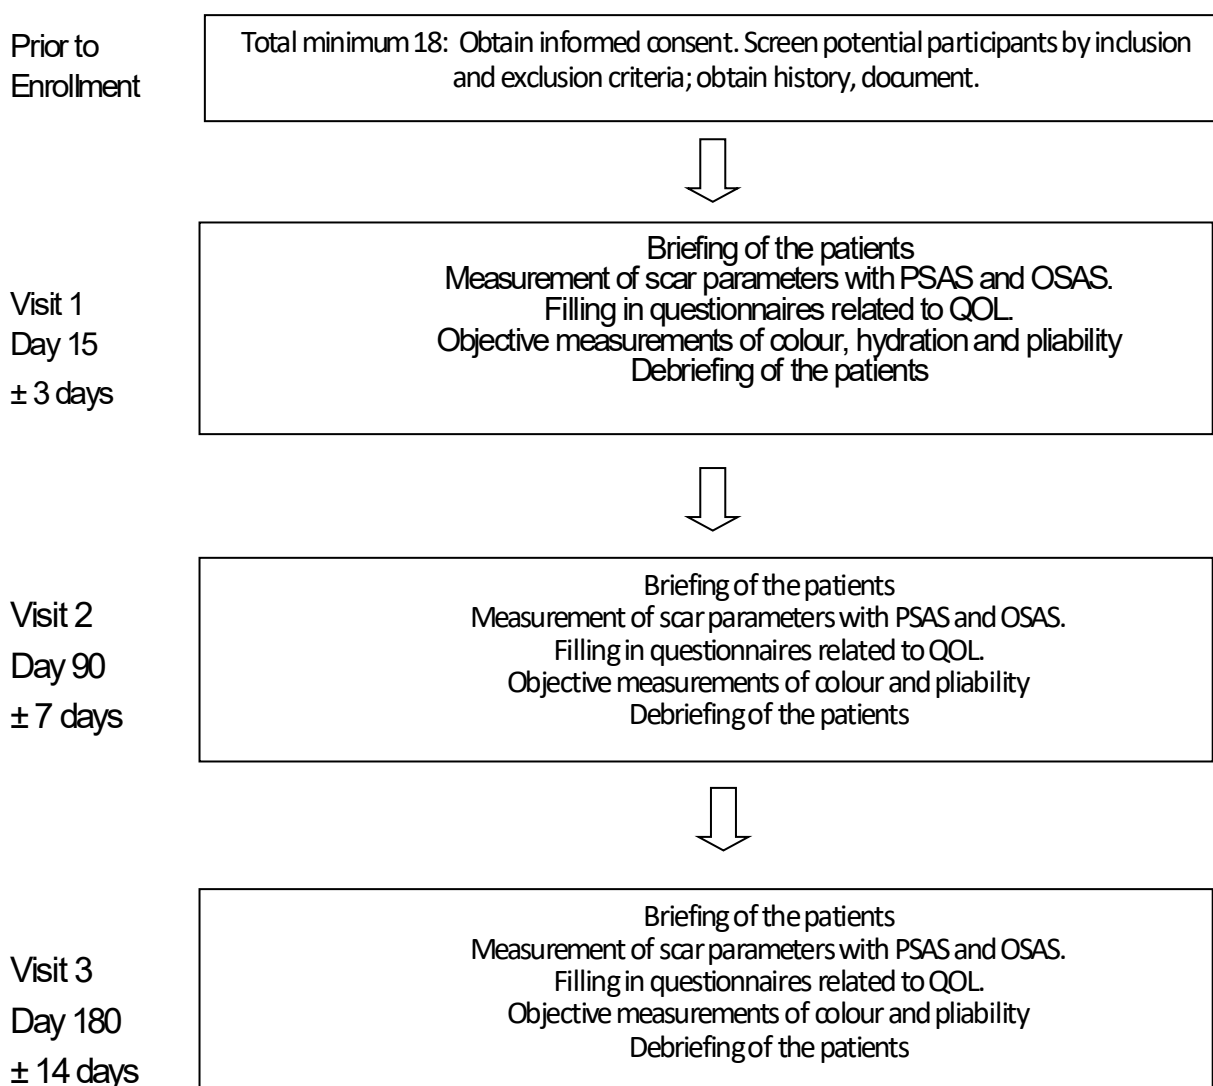 Prior to
Enrollment
Total minimum 18: Obtain informed consent. Screen potential participants by inclusion
and exclusion criteria; obtain history, document.
Visit 1
Day 15
± 3 days
Briefing of the patients
Measurement of scar parameters with PSAS and OSAS.
Filling in questionnaires related to QOL.
Objective measurements of colour, hydration and pliability
Debriefing of the patients
Visit 2
Day 90
± 7 days
Briefing of the patients
Measurement of scar parameters with PSAS and OSAS.
Filling in questionnaires related to QOL.
Objective measurements of colour and pliability
Debriefing of the patients
Visit 3
Day 180
± 14 days
Briefing of the patients
Measurement of scar parameters with PSAS and OSAS.
Filling in questionnaires related to QOL.
Objective measurements of colour and pliability
Debriefing of the patients